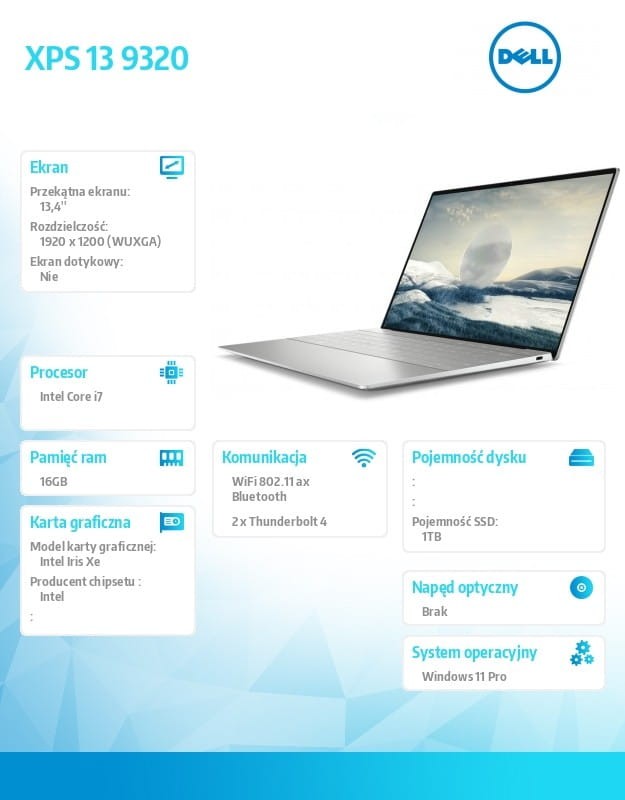 XPS 13 9320
DELL
Ekran
Przekątna ekranu:
13,4"
Rozdzielczość:
1920 x 1200 (WUXGA)
Ekran dotykowy:
Nie
Procesor
Intel Core i7
Pamięć ram
16GB
Karta graficzna
Model karty graficznej:
Intel Iris Xe
Producent chipsetu :
Intel
:
Komunikacja
WiFi 802.11 ax
Bluetooth
2 x Thunderbolt 4
Pojemność dysku
:
:
Pojemność SSD:
1TB
Napęd optyczny
Brak
System operacyjny
Windows 11 Pro